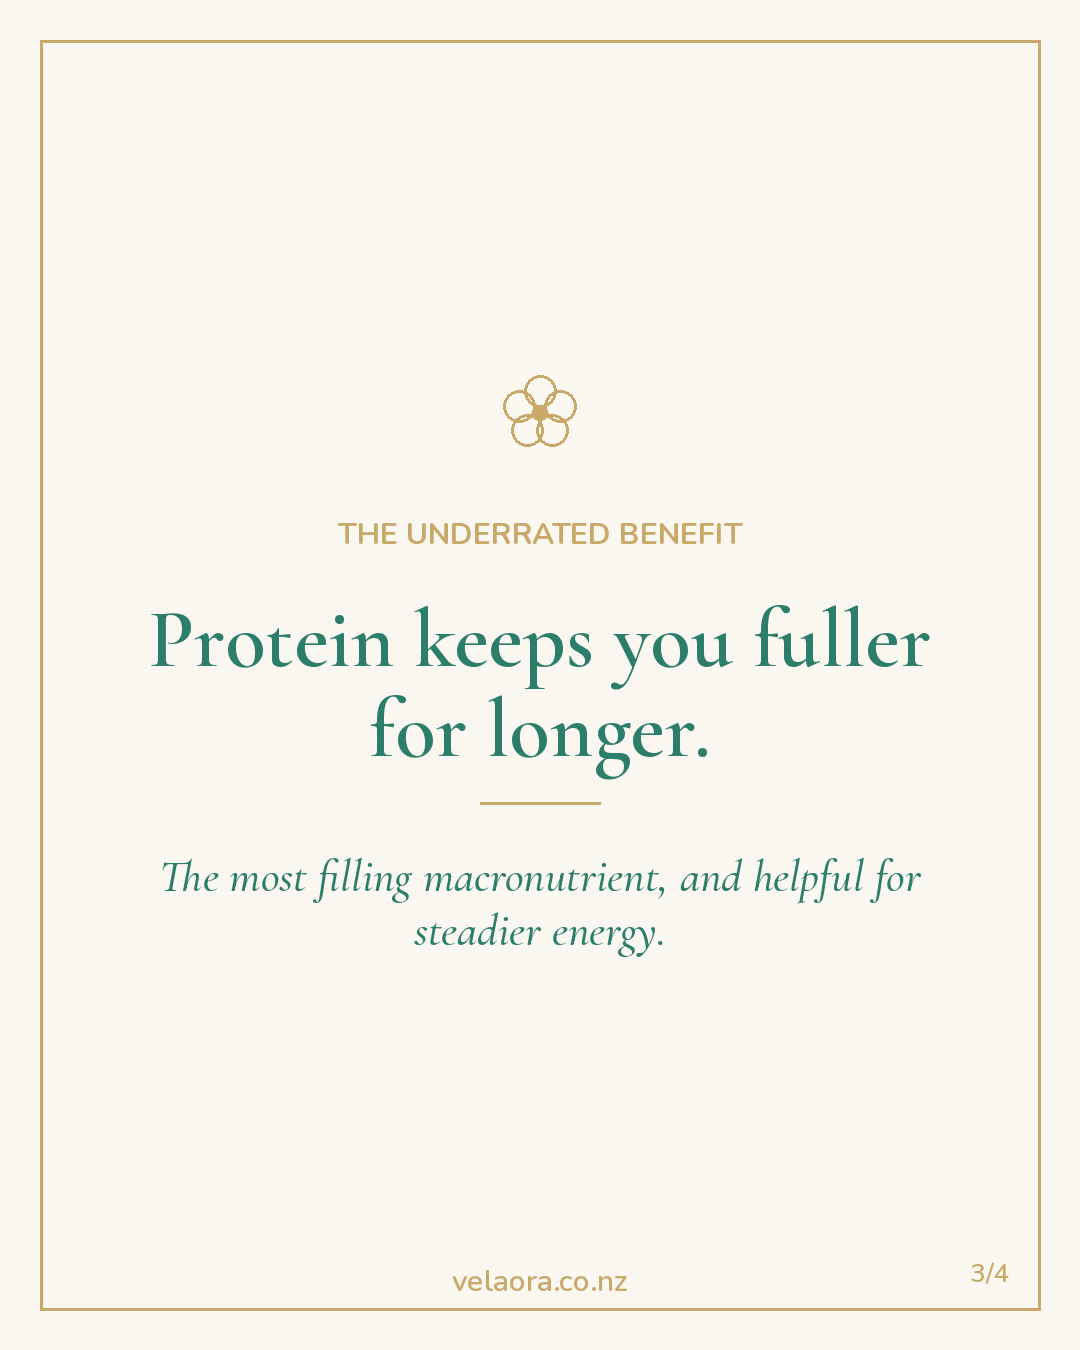 THE UNDERRATED BENEFIT
Protein keeps you fuller
for longer.
The most filling macronutrient, and helpful for
steadier energy.
velaora.co.nz
3/4